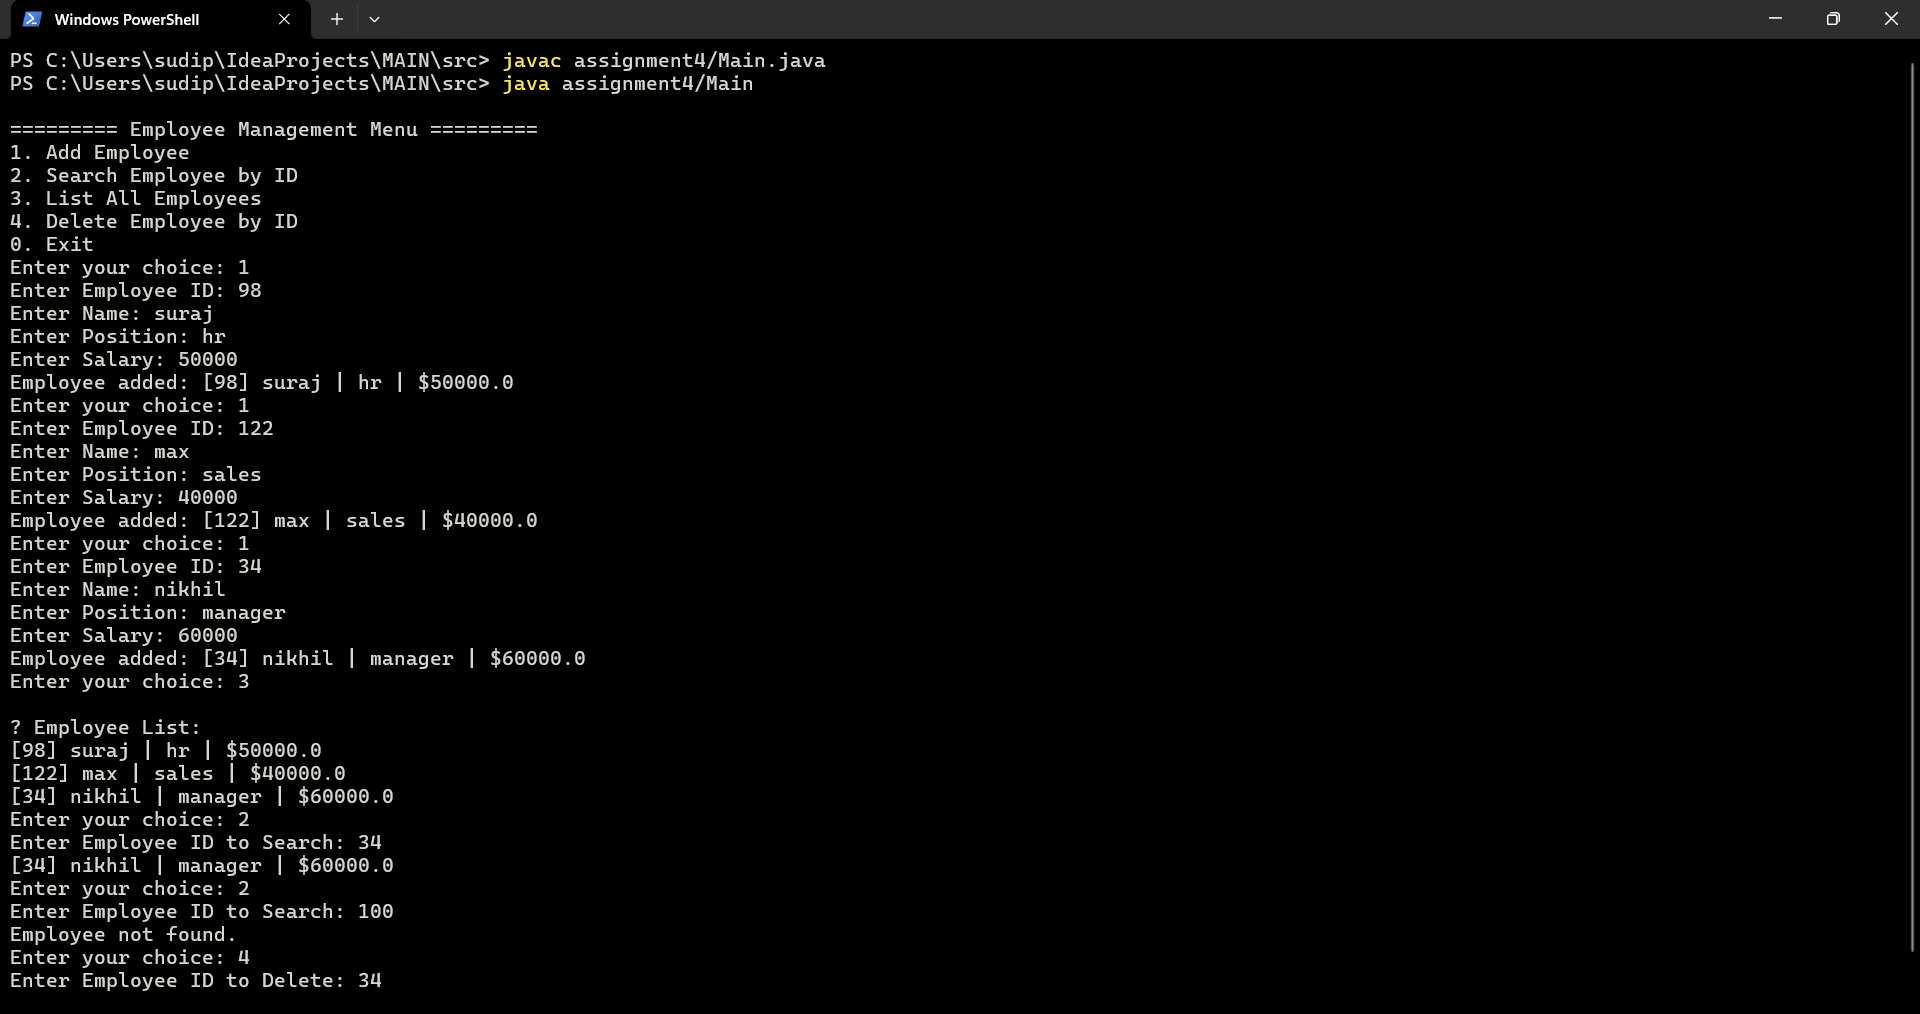 Windows PowerShell
PS C:\Users\sudip\IdeaProjects\MAIN\src> javac assignment4/Main.java
PS C:\Users\sudip\IdeaProjects\MAIN\src> java assignment4/Main
========= Employee Management Menu =========
1. Add Employee
2. Search Employee by ID
3. List All Employees
4. Delete Employee by ID
0. Exit
Enter your choice: 1
Enter Employee ID: 98
Enter Name: suraj
Enter Position: hr
Enter Salary: 50000
Employee added: [98] suraj | hr | $50000.0
Enter your choice: 1
Enter Employee ID: 122
Enter Name: max
Enter Position: sales
Enter Salary: 40000
Employee added: [122] max | sales | $40000.0
Enter your choice: 1
Enter Employee ID: 34
Enter Name: nikhil
Enter Position: manager
Enter Salary: 60000
Employee added: [34] nikhil | manager | $60000.0
Enter your choice: 3
? Employee List:
[98] suraj | hr | $50000.0
[122] max | sales | $40000.0
[34] nikhil | manager | $60000.0
Enter your choice: 2
Enter Employee ID to Search: 34
[34] nikhil | manager | $60000.0
Enter your choice: 2
Enter Employee ID to Search: 100
Employee not found.
Enter your choice: 4
Enter Employee ID to Delete: 34